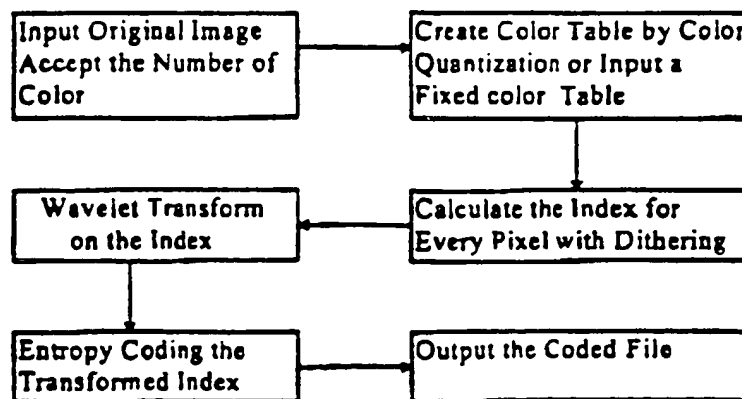 Input Original Image
Accept the Number of
Color
Create Color Table by Color
Quantization or Input a
Fixed color Table
Calculate the Index for
Every Pixel with Dithering
Wavelet Transform
on the Index
Entropy Coding the
Transformed Index
Output the Coded File